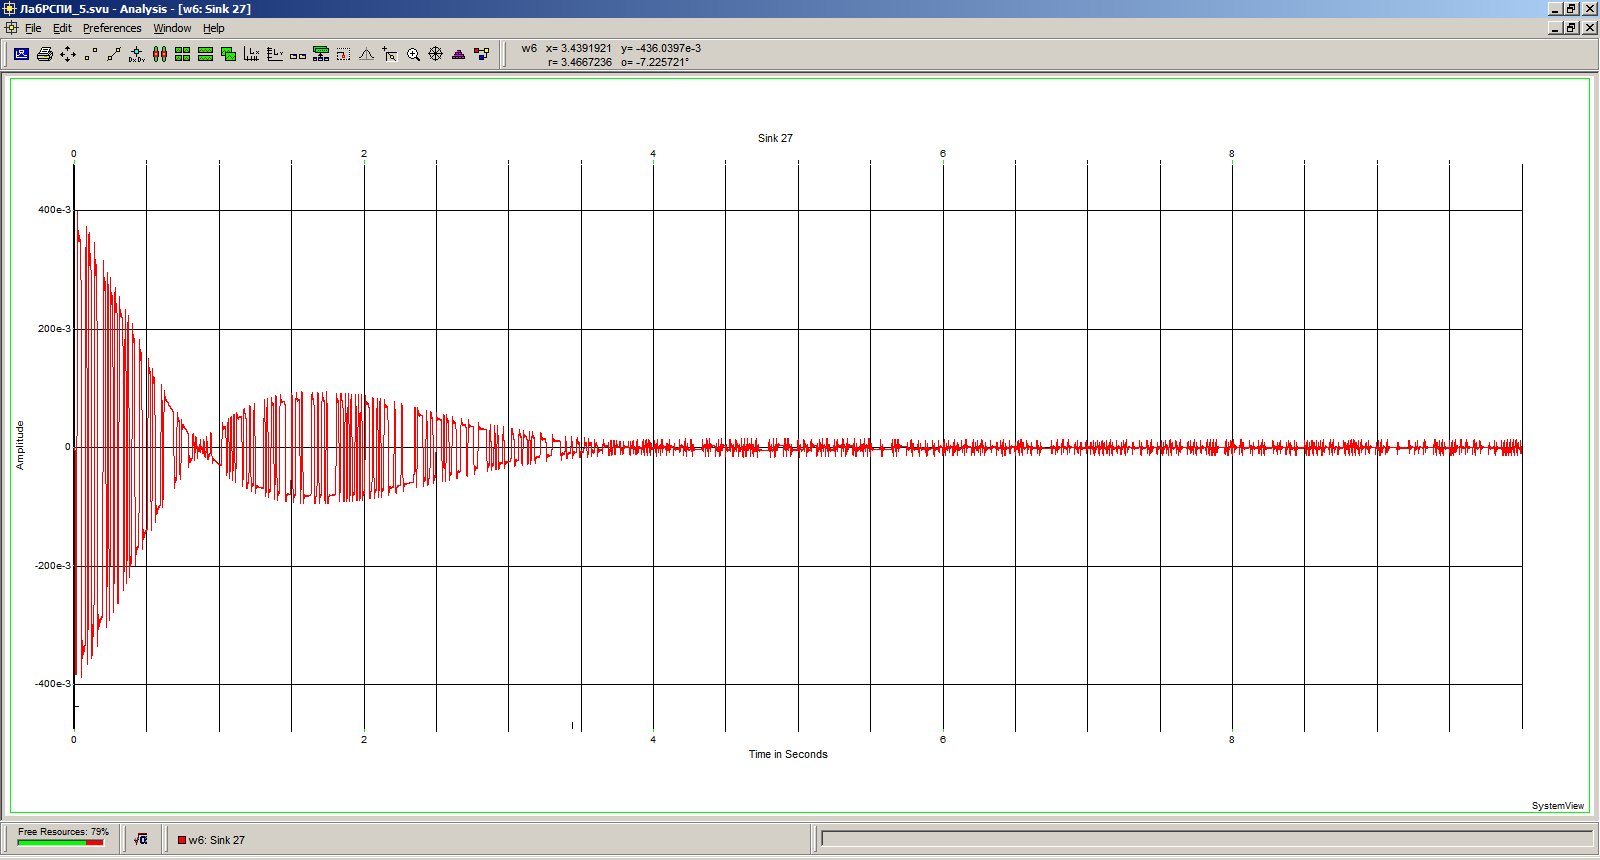 ЛабРСПИ_5.svu - Analysis - [w6: Sink 27]
File Edit Preferences Window Help
w6 x= 3.4391921 y= -436.0397e-3
r= 3.4667236 o= -7.225721°
Sink 27
0 2 4 6 8
400e-3
200e-3
0
-200e-3
-400e-3
Amplitude
0 2 4 6 8
Time in Seconds
SystemView
Free Resources: 79%
√α
w6: Sink 27